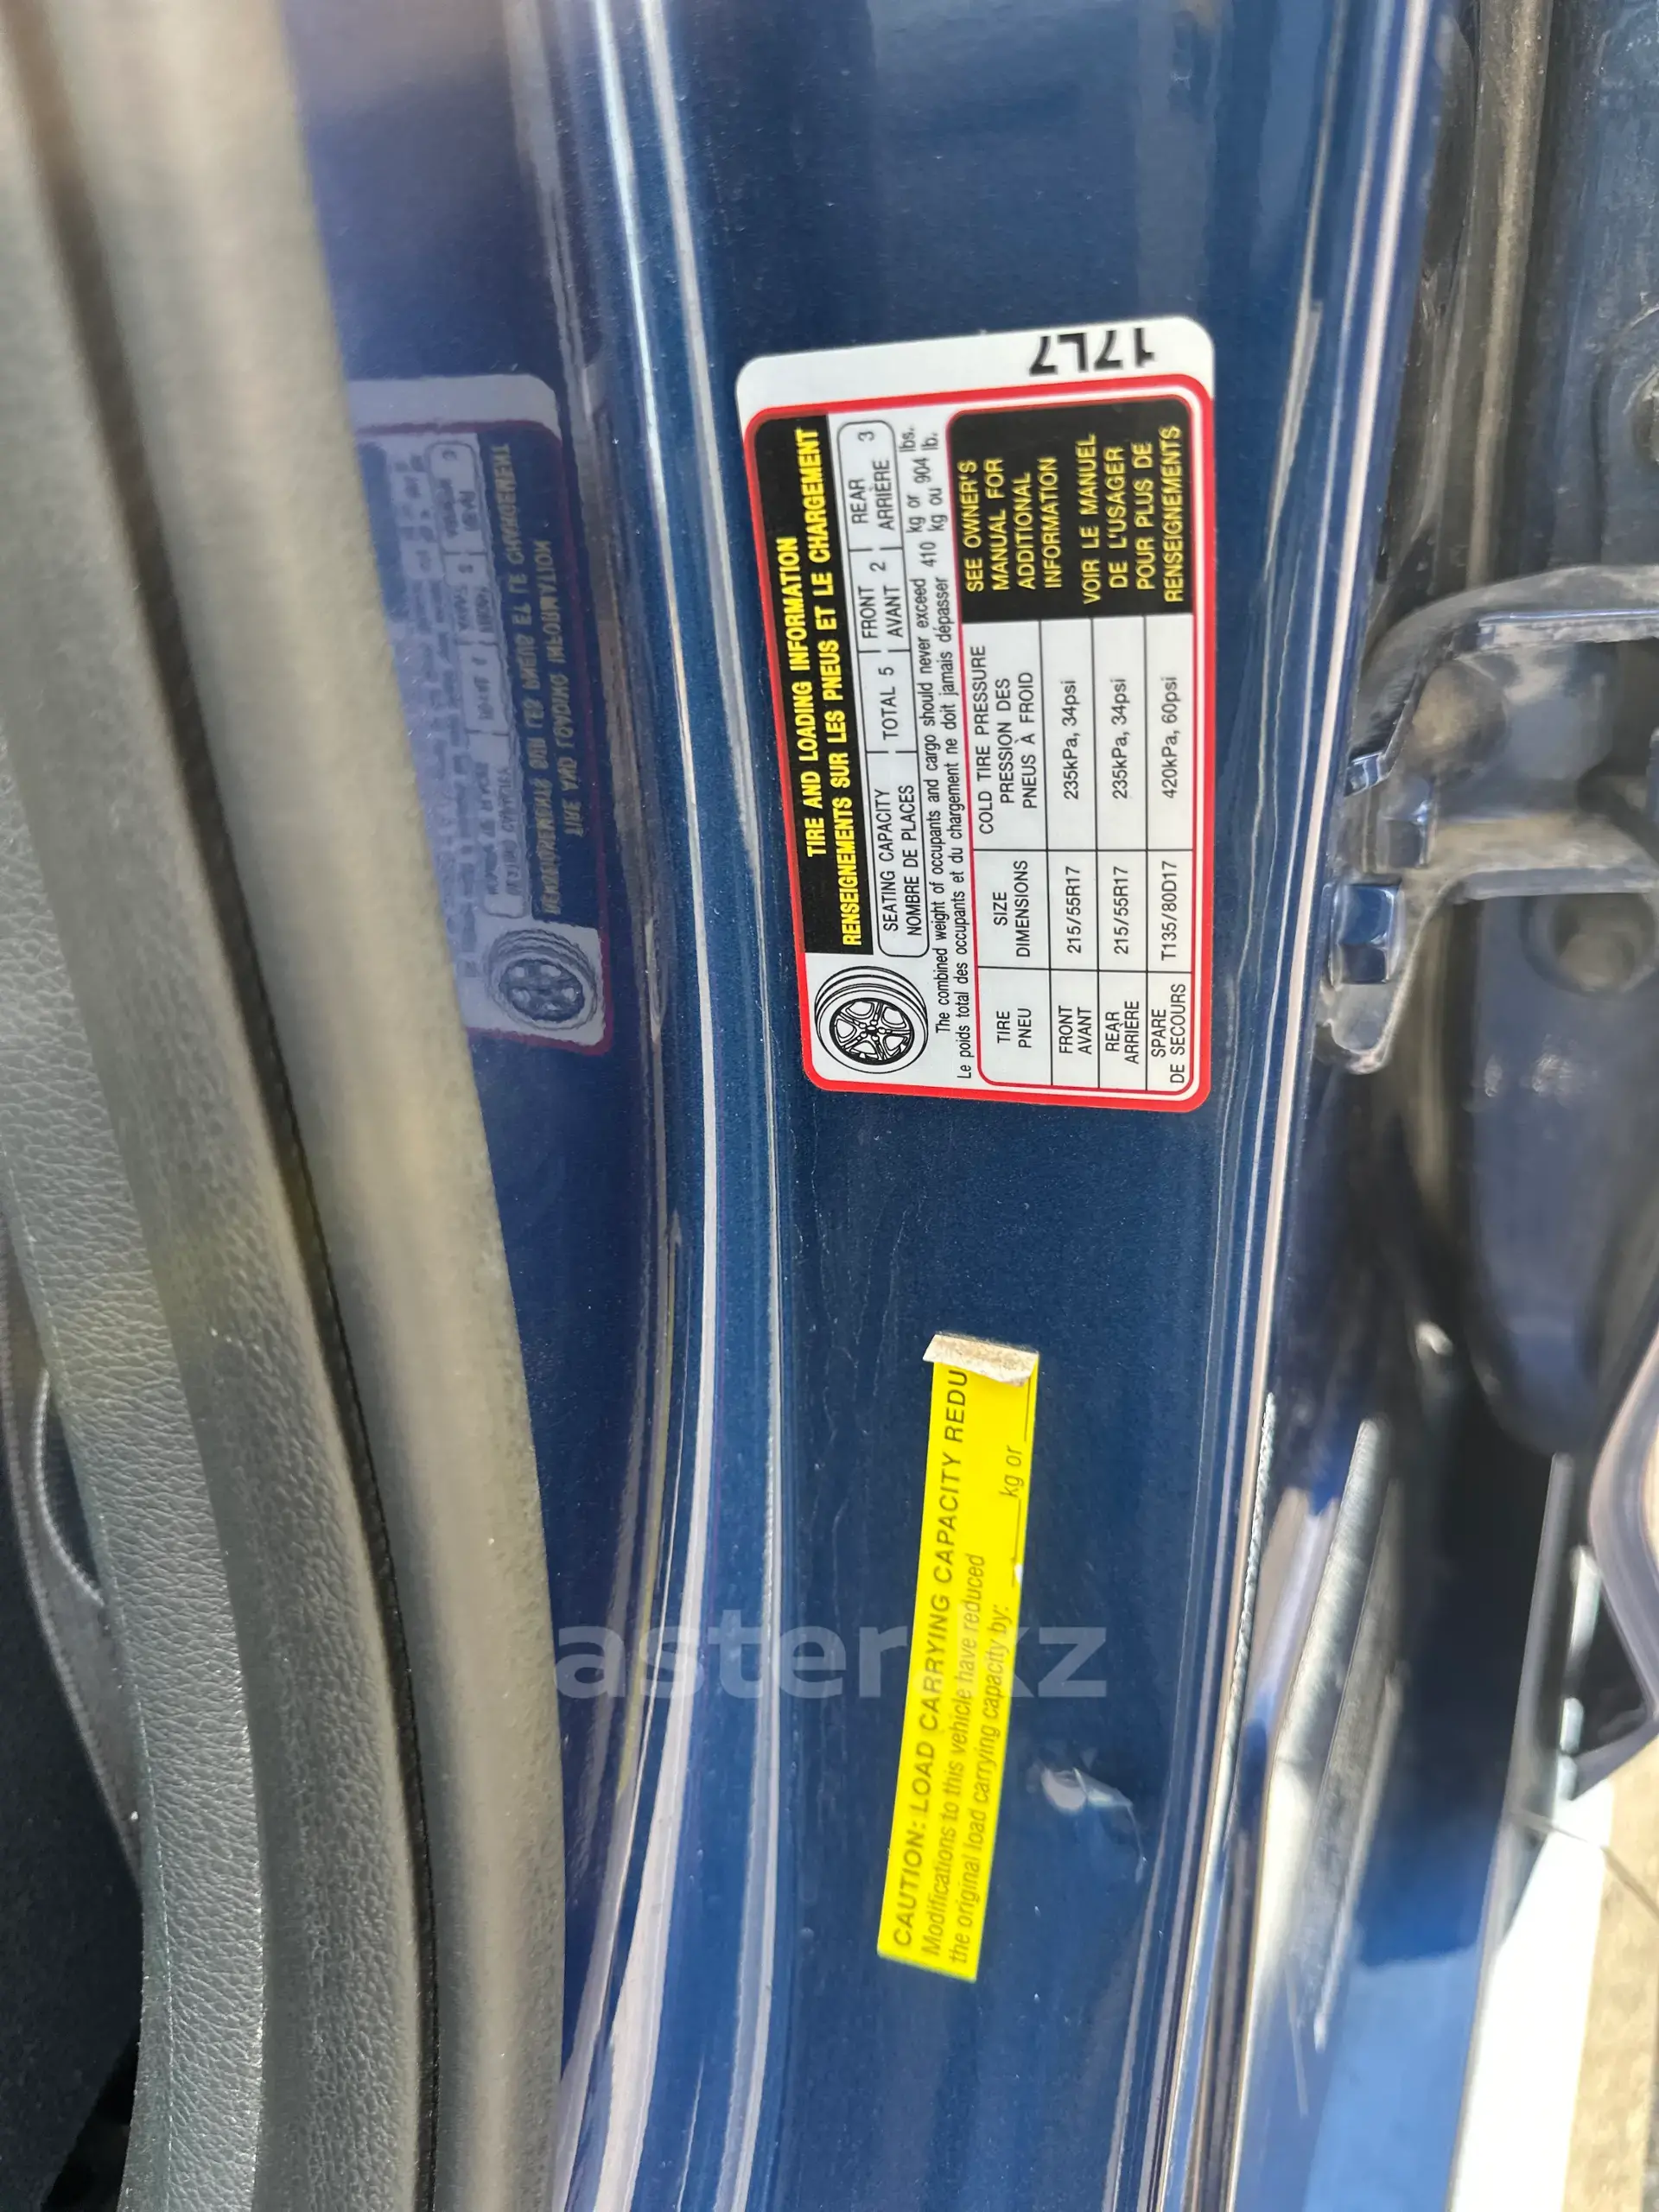 17L7
TIRE AND LOADING INFORMATION
RENSEIGNEMENTS SUR LES PNEUS ET LE CHARGEMENT
SEATING CAPACITY TOTAL 5 FRONT 2 REAR 3
NOMBRE DE PLACES AVANT ARRIÈRE
The combined weight of occupants and cargo should never exceed 410 kg or 904 lbs.
Le poids total des occupants et du chargement ne doit jamais dépasser kg ou lb.
TIRE SIZE COLD TIRE PRESSURE
PNEU DIMENSIONS PRESSION DES
PNEUS À FROID
FRONT 215/55R17 235kPa, 34psi
AVANT
REAR 215/55R17 235kPa, 34psi
ARRIÈRE
SPARE T135/80D17 420kPa, 60psi
DE SECOURS
SEE OWNER'S
MANUAL FOR
ADDITIONAL
INFORMATION
VOIR LE MANUEL
DE L'USAGER
POUR PLUS DE
RENSEIGNEMENTS
CAUTION: LOAD CARRYING CAPACITY REDU
Modifications to this vehicle have reduced
the original load carrying capacity by: ____kg or ____
aster.kz